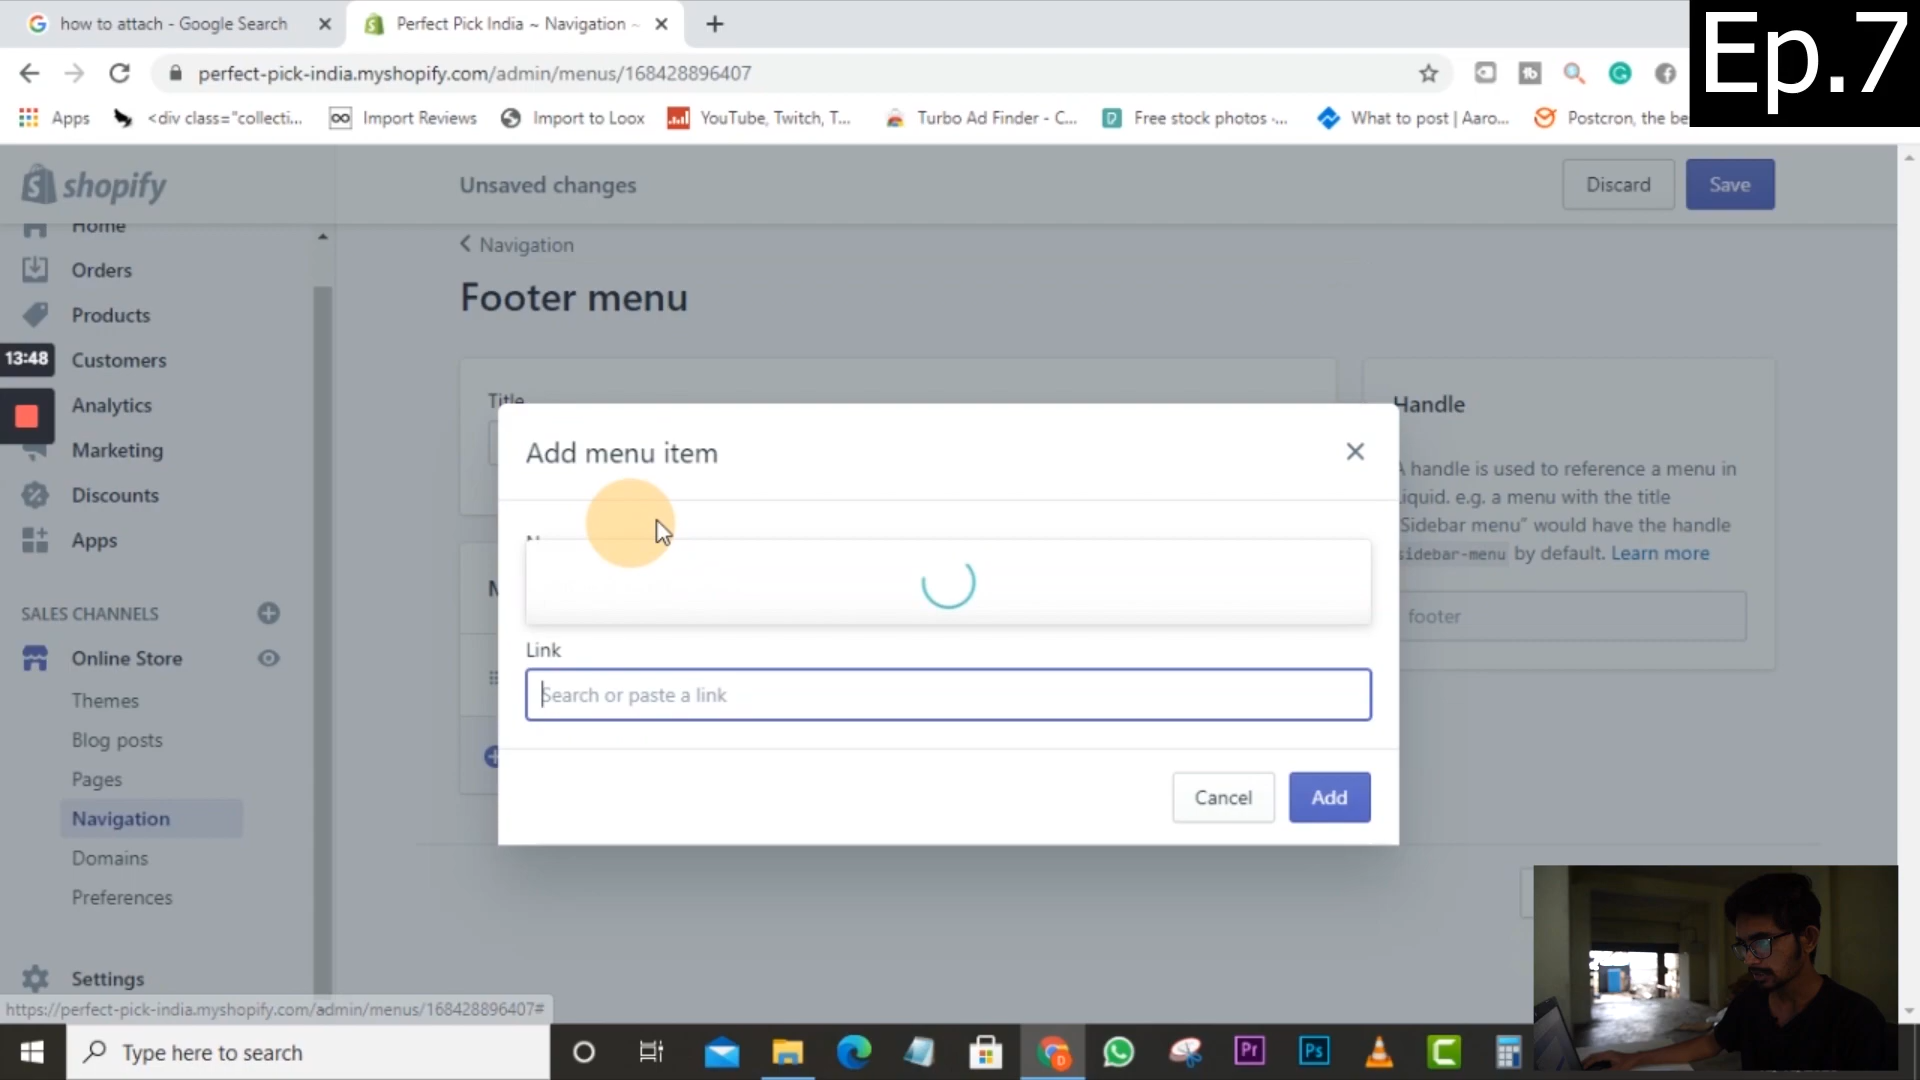 how to attach - Google Search
Perfect Pick India ~ Navigation ~
Ep.7
perfect-pick-india.myshopify.com/admin/menus/168428896407
Apps
<div class="collecti...
Import Reviews
Import to Loox
YouTube, Twitch, T...
Turbo Ad Finder - C...
Free stock photos -...
What to post | Aaro...
Postcron, the be
shopify
Unsaved changes
Discard
Save
Home
Orders
Products
13:48
Customers
Analytics
Marketing
Discounts
Apps
SALES CHANNELS
Online Store
Themes
Blog posts
Pages
Navigation
Domains
Preferences
Settings
Navigation
Footer menu
Title
Add menu item
Link
Search or paste a link
Cancel
Add
Handle
A handle is used to reference a menu in
Liquid. e.g. a menu with the title
"Sidebar menu" would have the handle
sidebar-menu by default. Learn more
footer
https://perfect-pick-india.myshopify.com/admin/menus/168428896407#
Type here to search
Pr
Ps